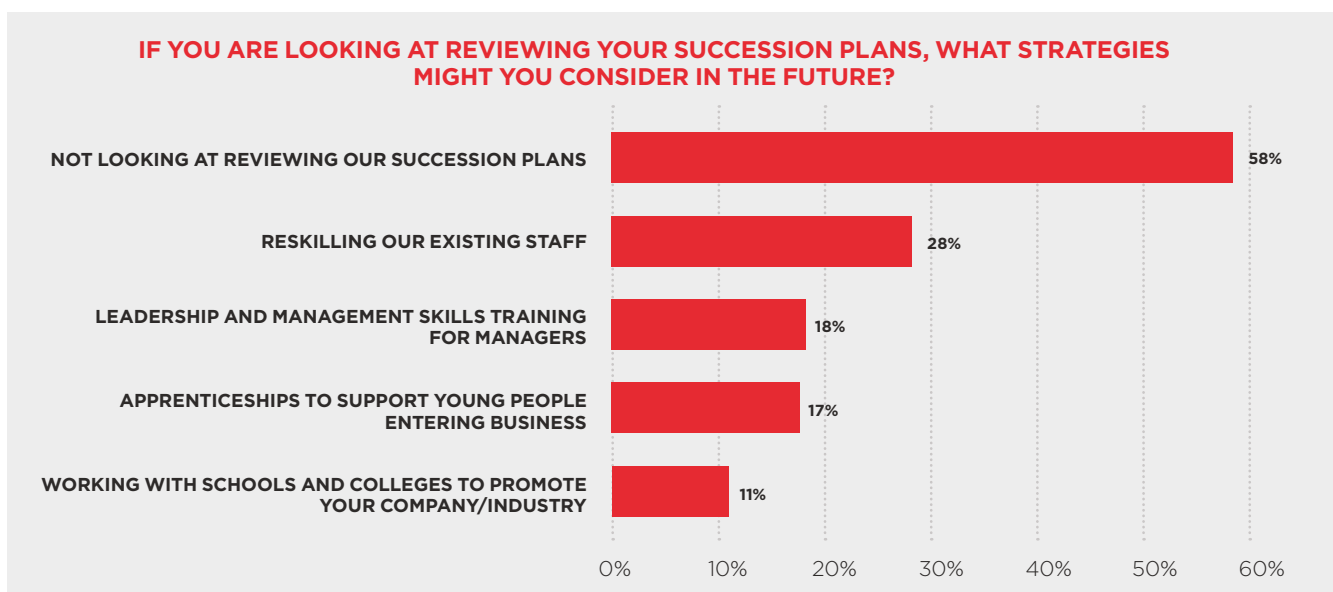 IF YOU ARE LOOKING AT REVIEWING YOUR SUCCESSION PLANS, WHAT STRATEGIES
MIGHT YOU CONSIDER IN THE FUTURE?
NOT LOOKING AT REVIEWING OUR SUCCESSION PLANS
58%
RESKILLING OUR EXISTING STAFF
28%
LEADERSHIP AND MANAGEMENT SKILLS TRAINING
FOR MANAGERS
18%
APPRENTICESHIPS TO SUPPORT YOUNG PEOPLE
ENTERING BUSINESS
17%
WORKING WITH SCHOOLS AND COLLEGES TO PROMOTE
YOUR COMPANY/INDUSTRY
11%
0% 10% 20% 30% 40% 50% 60%